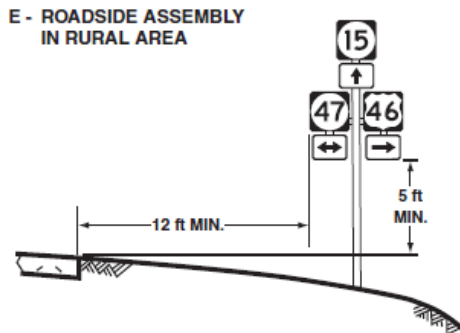 E - ROADSIDE ASSEMBLY
IN RURAL AREA
15
47 46
12 ft MIN.
5 ft
MIN.